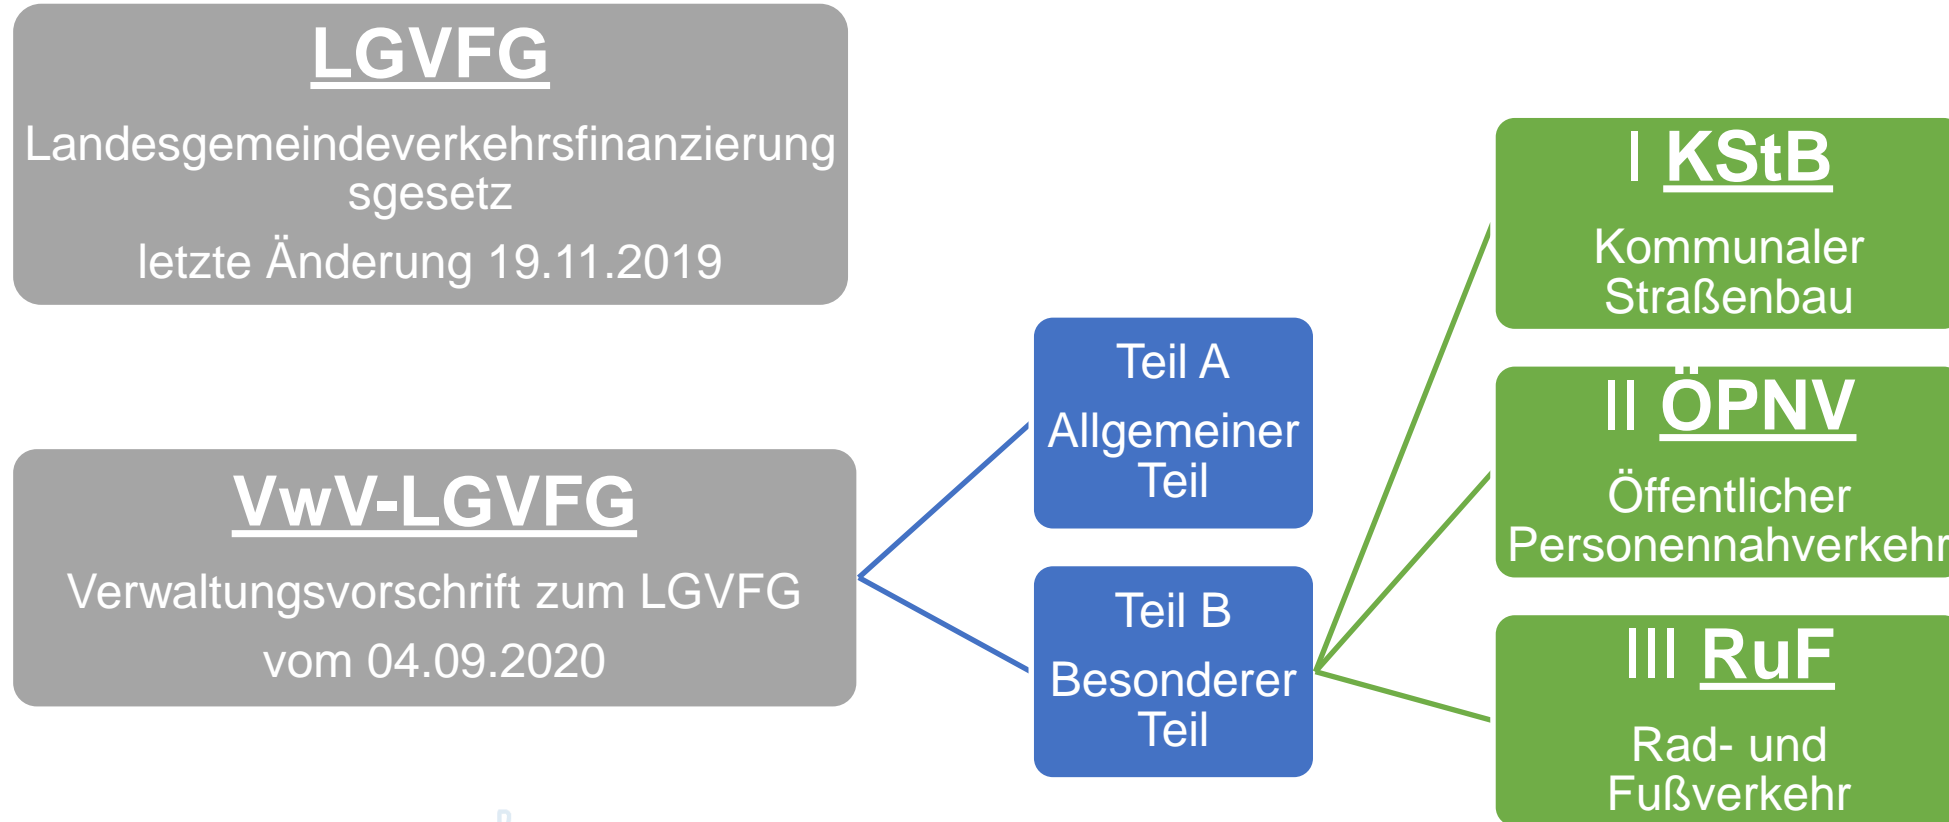 LGVFG
Landesgemeindeverkehrsfinanzierung
sgesetz
letzte Änderung 19.11.2019
VwV-LGVFG
Verwaltungsvorschrift zum LGVFG
vom 04.09.2020
Teil A
Allgemeiner
Teil
Teil B
Besonderer
Teil
I KStB
Kommunaler
Straßenbau
II ÖPNV
Öffentlicher
Personennahverkehr
III RuF
Rad- und
Fußverkehr